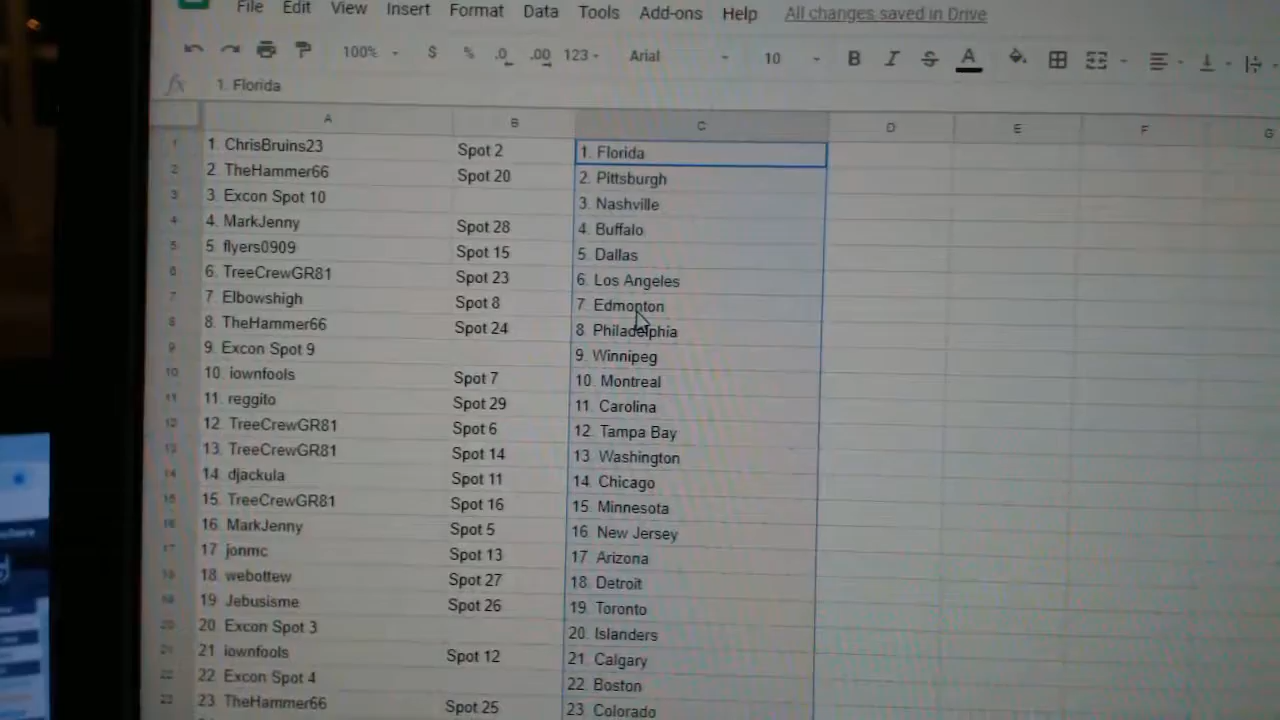 File Edit View Insert Format Data Tools Add-ons Help All changes saved in Drive
100% $ % .0 .00 123 Arial 10 B I S A
fx 1. Florida
A B C D E F G
1 1. ChrisBruins23 Spot 2 1. Florida
2 2. TheHammer66 Spot 20 2. Pittsburgh
3 3. Excon Spot 10 3. Nashville
4 4. MarkJenny Spot 28 4. Buffalo
5 5. flyers0909 Spot 15 5. Dallas
6 6. TreeCrewGR81 Spot 23 6. Los Angeles
7 7. Elbowshigh Spot 8 7. Edmonton
8 8. TheHammer66 Spot 24 8. Philadelphia
9 9. Excon Spot 9 9. Winnipeg
10 10. iownfools Spot 7 10. Montreal
11 11. reggito Spot 29 11. Carolina
12 12. TreeCrewGR81 Spot 6 12. Tampa Bay
13 13. TreeCrewGR81 Spot 14 13. Washington
14 14. djackula Spot 11 14. Chicago
15 15. TreeCrewGR81 Spot 16 15. Minnesota
16 16. MarkJenny Spot 5 16. New Jersey
17 17. jonmc Spot 13 17. Arizona
18 18. webottew Spot 27 18. Detroit
19 19. Jebusisme Spot 26 19. Toronto
20 20. Excon Spot 3 20. Islanders
21 21. iownfools Spot 12 21. Calgary
22 22. Excon Spot 4 22. Boston
23 23. TheHammer66 Spot 25 23. Colorado